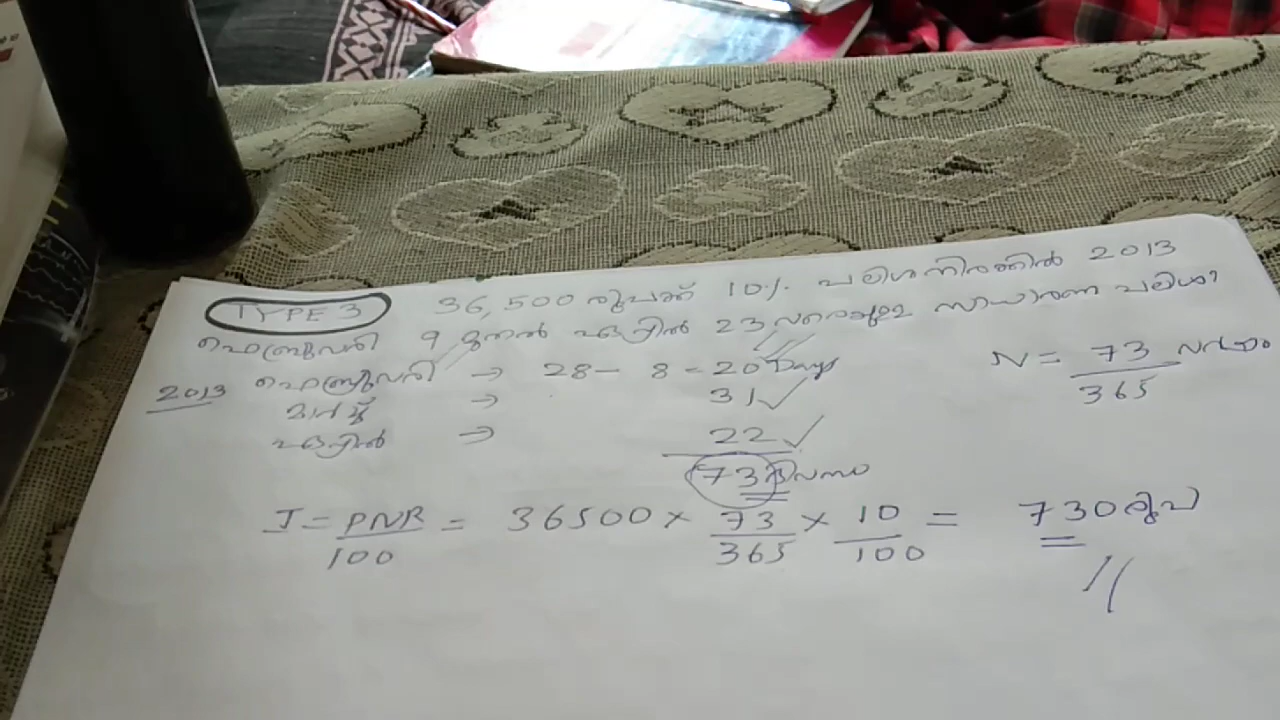 TYPE 3 36,500 രൂപക്ക് 10% പലിശനിരക്കിൽ 2013
ഫെബ്രുവരി 9 മുതൽ ഏപ്രിൽ 23 വരെയുള്ള സാധാരണ പലിശ?
2013 ഫെബ്രുവരി → 28 - 8 = 20 Days
മാർച്ച് → 31 ✓
ഏപ്രിൽ → 22 ✓
73 ദിവസം
N = 73/365 വർഷം
I = PNR/100 = 36500 × 73/365 × 10/100 = 730 രൂപ